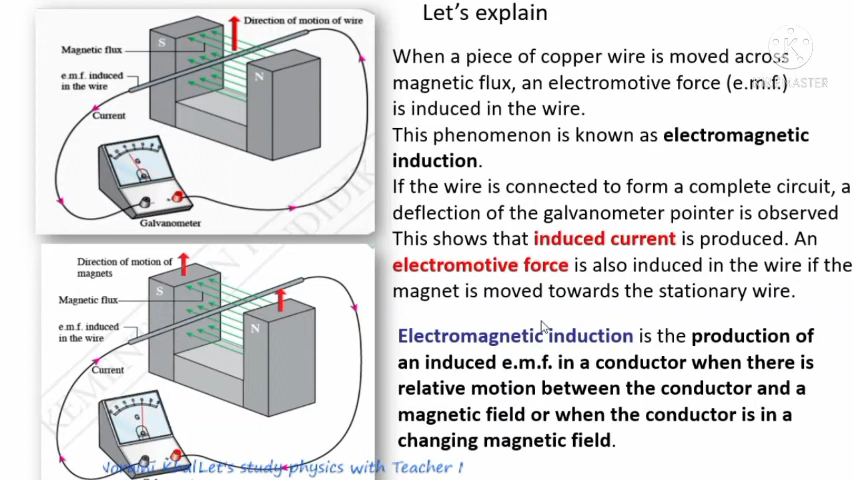 Let's explain
When a piece of copper wire is moved across
magnetic flux, an electromotive force (e.m.f.)
is induced in the wire.
This phenomenon is known as electromagnetic
induction.
If the wire is connected to form a complete circuit, a
deflection of the galvanometer pointer is observed
This shows that induced current is produced. An
electromotive force is also induced in the wire if the
magnet is moved towards the stationary wire.
Electromagnetic induction is the production of
an induced e.m.f. in a conductor when there is
relative motion between the conductor and a
magnetic field or when the conductor is in a
changing magnetic field.
Direction of motion of wire
S
Magnetic flux
N
e.m.f. induced
in the wire
Current
G
Galvanometer
Direction of motion of
magnets
S
Magnetic flux
N
e.m.f. induced
in the wire
Current
G
Let's study physics with Teacher
K
KINEMASTER